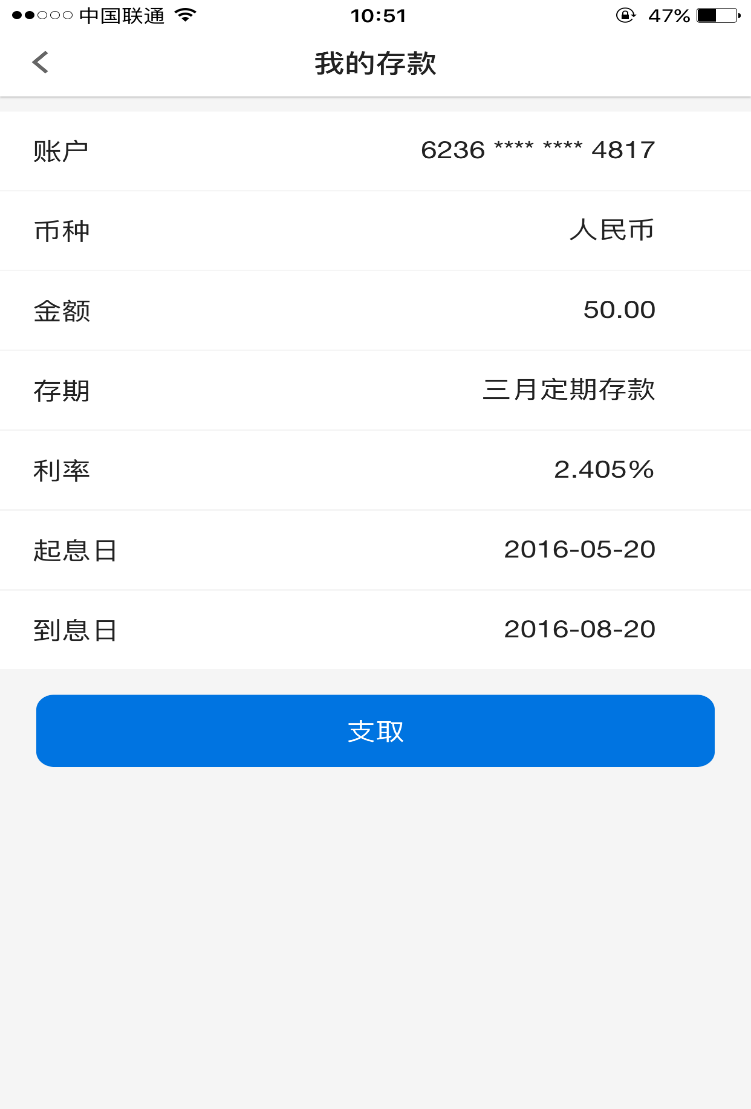 中国联通 10:51 47%
我的存款
账户 6236 **** **** 4817
币种 人民币
金额 50.00
存期 三月定期存款
利率 2.405%
起息日 2016-05-20
到息日 2016-08-20
支取